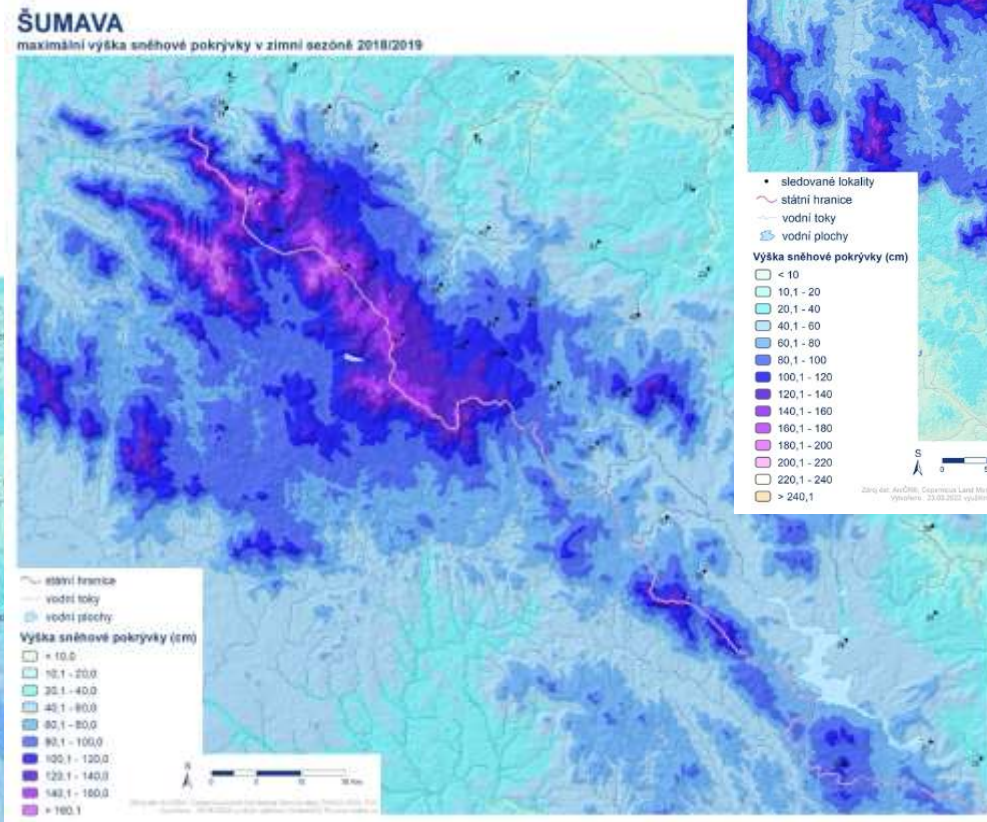 ŠUMAVA
maximální výška sněhové pokrývky v zimní sezóně 2018/2019
sledované lokality
státní hranice
vodní toky
vodní plochy
Výška sněhové pokrývky (cm)
< 10
10,1 - 20
20,1 - 40
40,1 - 60
60,1 - 80
80,1 - 100
100,1 - 120
120,1 - 140
140,1 - 160
160,1 - 180
180,1 - 200
200,1 - 220
220,1 - 240
> 240,1
S
0
státní hranice
vodní toky
vodní plochy
Výška sněhové pokrývky (cm)
< 10,0
10,1 - 20,0
20,1 - 40,0
40,1 - 60,0
60,1 - 80,0
80,1 - 100,0
100,1 - 120,0
120,1 - 140,0
140,1 - 160,0
> 160,1
S